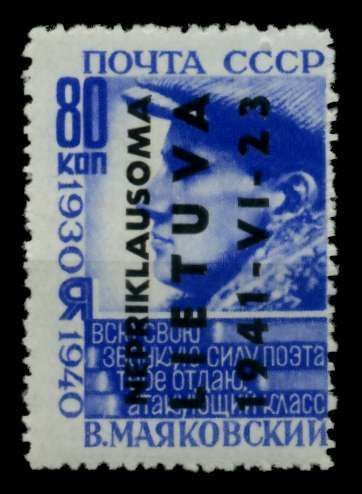 ПОЧТА СССР
80
КОП
1930
1940
NEPRIKLAUSOMA
LIETUVA
1941-VI-23
ВСЮ СВОЮ
ЗВОНКУЮ СИЛУ ПОЭТА
ТЕБЕ ОТДАЮ,
АТАКУЮЩИЙ КЛАСС
В.МАЯКОВСКИЙ